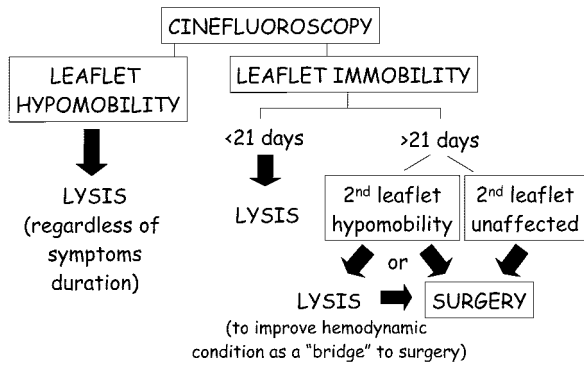 CINEFLUOROSCOPY
LEAFLET
HYPOMOBILITY
LEAFLET IMMOBILITY
<21 days
>21 days
LYSIS
(regardless of
symptoms
duration)
LYSIS
2nd leaflet
hypomobility
2nd leaflet
unaffected
or
LYSIS
SURGERY
(to improve hemodynamic
condition as a "bridge" to surgery)